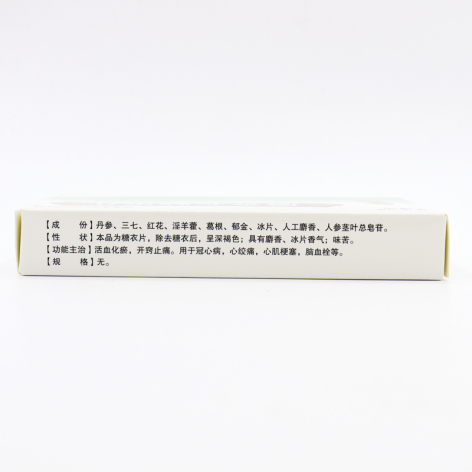 【成　　份】丹参、三七、红花、淫羊藿、葛根、郁金、冰片、人工麝香、人参茎叶总皂苷。
【性　　状】本品为糖衣片，除去糖衣后，呈深褐色；具有麝香、冰片香气；味苦。
【功能主治】活血化瘀，开窍止痛。用于冠心病，心绞痛，心肌梗塞，脑血栓等。
【规　　格】无。